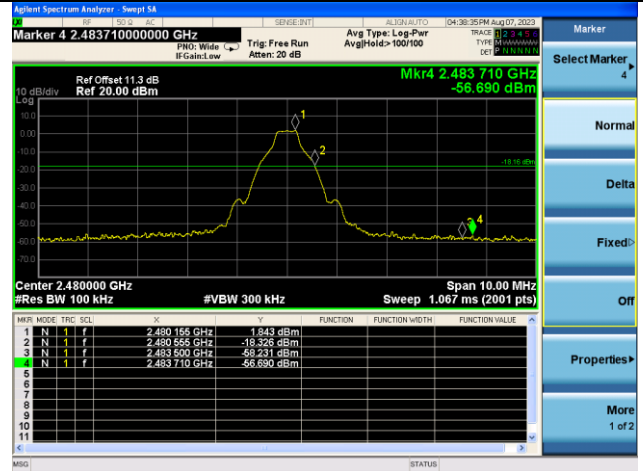 Agilent Spectrum Analyzer - Swept SA
RF 50 Ω AC SENSE:INT ALIGN AUTO 04:38:35 PM Aug 07, 2023
Marker 4 2.483710000000 GHz
PNO: Wide
IFGain:Low
Trig: Free Run
Atten: 20 dB
Avg Type: Log-Pwr
Avg|Hold:> 100/100
TRACE 1 2 3 4 5 6
TYPE M
DET P N N N N N
Mkr4 2.483 710 GHz
-56.690 dBm
Ref Offset 11.3 dB
10 dB/div Ref 20.00 dBm
Log
10.0
0.00
-10.0
-20.0
-30.0
-40.0
-50.0
-60.0
-70.0
1
2
-18.16 dBm
3
4
Center 2.480000 GHz Span 10.00 MHz
#Res BW 100 kHz #VBW 300 kHz Sweep 1.067 ms (2001 pts)
MKR MODE TRC SCL X Y FUNCTION FUNCTION WIDTH FUNCTION VALUE
1 N 1 f 2.480 155 GHz 1.843 dBm
2 N 1 f 2.480 555 GHz -18.326 dBm
3 N 1 f 2.483 500 GHz -58.231 dBm
4 N 1 f 2.483 710 GHz -56.690 dBm
5
6
7
8
9
10
11
MSG STATUS
Marker
Select Marker
4
Normal
Delta
Fixed
Off
Properties
More
1 of 2